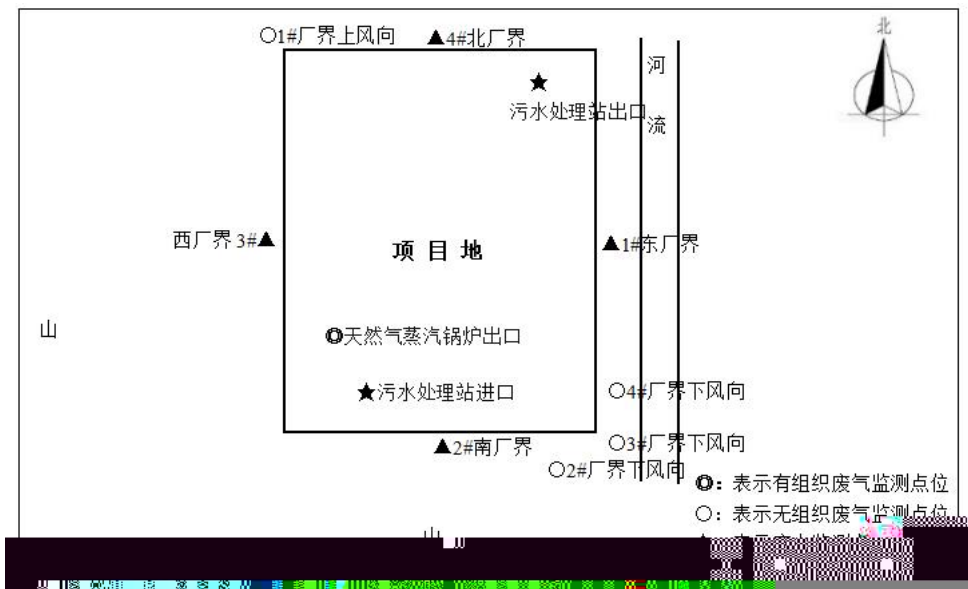 ○1#厂界上风向
▲4#北厂界
北
河
流
★
污水处理站出口
西厂界 3#▲
项 目 地
▲1#东厂界
山
◎天然气蒸汽锅炉出口
★污水处理站进口
○4#厂界下风向
▲2#南厂界
○3#厂界下风向
○2#厂界下风向
◎：表示有组织废气监测点位
○：表示无组织废气监测点位
山